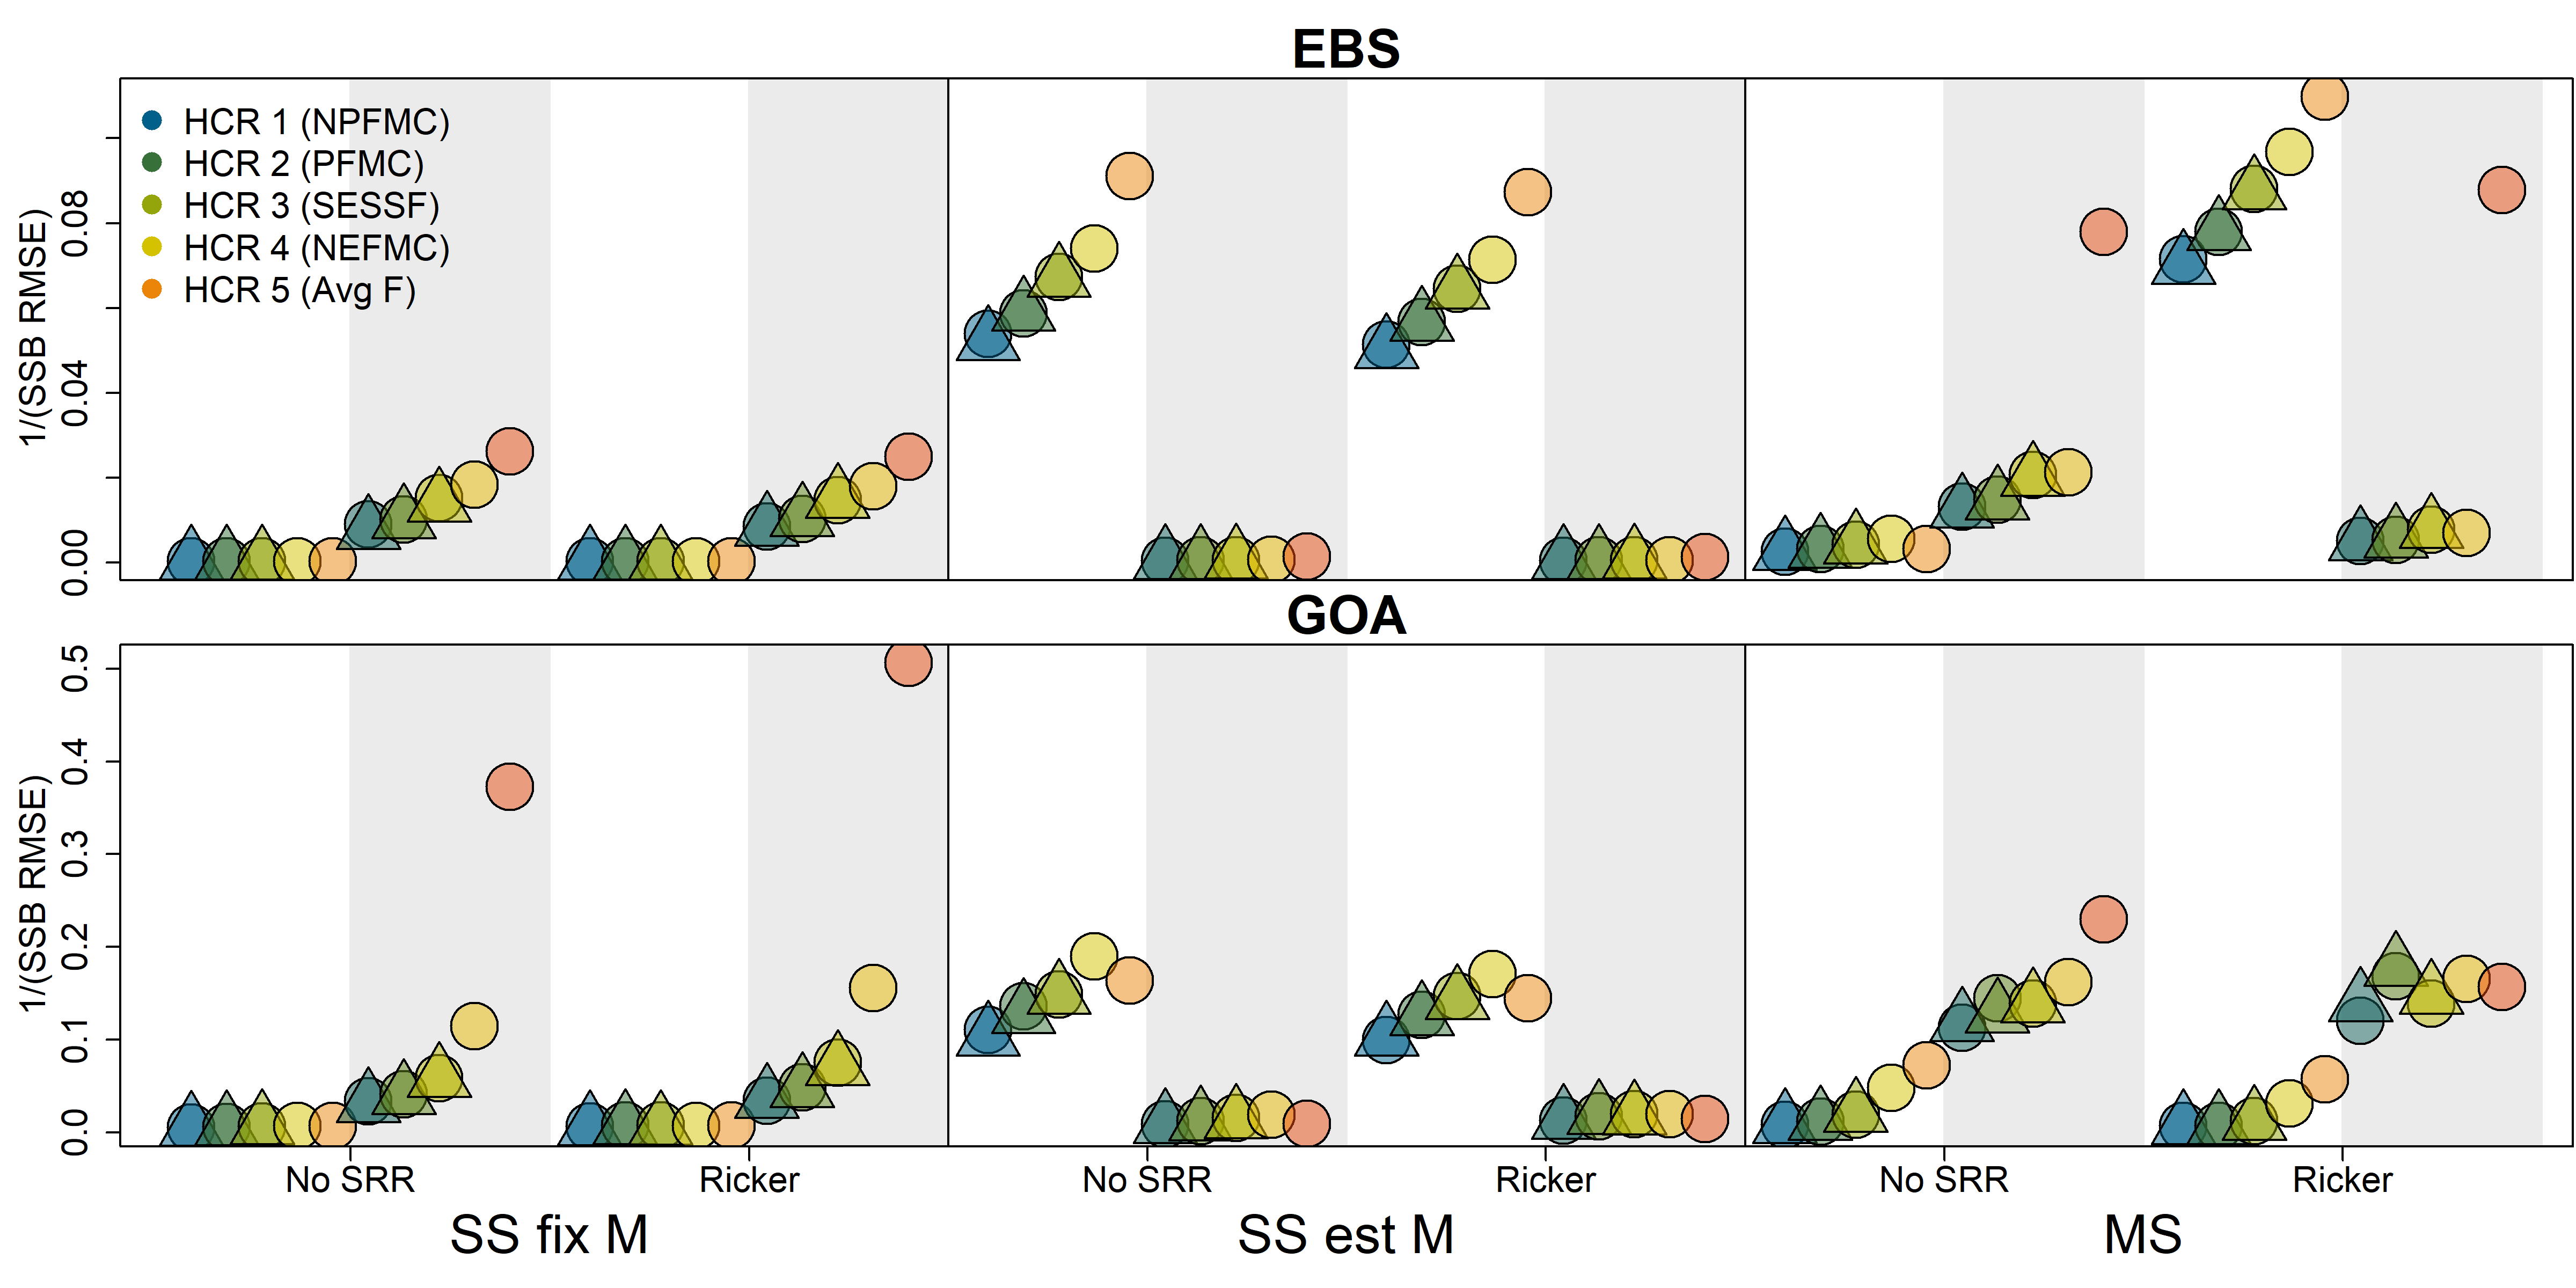 EBS
HCR 1 (NPFMC)
HCR 2 (PFMC)
HCR 3 (SESSF)
HCR 4 (NEFMC)
HCR 5 (Avg F)
1/(SSB RMSE)
0.08
0.04
0.00
GOA
1/(SSB RMSE)
0.5
0.4
0.3
0.2
0.1
0.0
No SRR Ricker No SRR Ricker No SRR Ricker
SS fix M SS est M MS